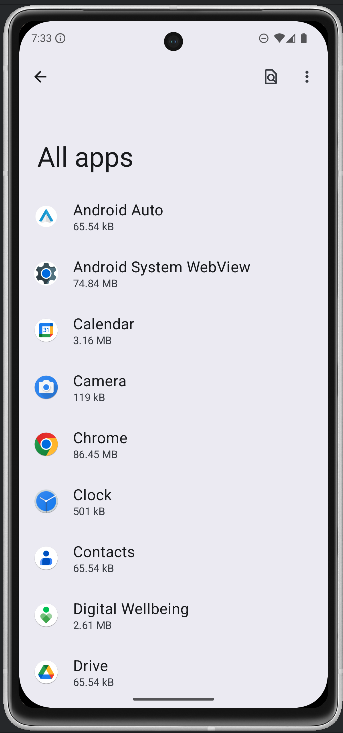 7:33
All apps
Android Auto
65.54 kB
Android System WebView
74.84 MB
31
Calendar
3.16 MB
Camera
119 kB
Chrome
86.45 MB
Clock
501 kB
Contacts
65.54 kB
Digital Wellbeing
2.61 MB
Drive
65.54 kB